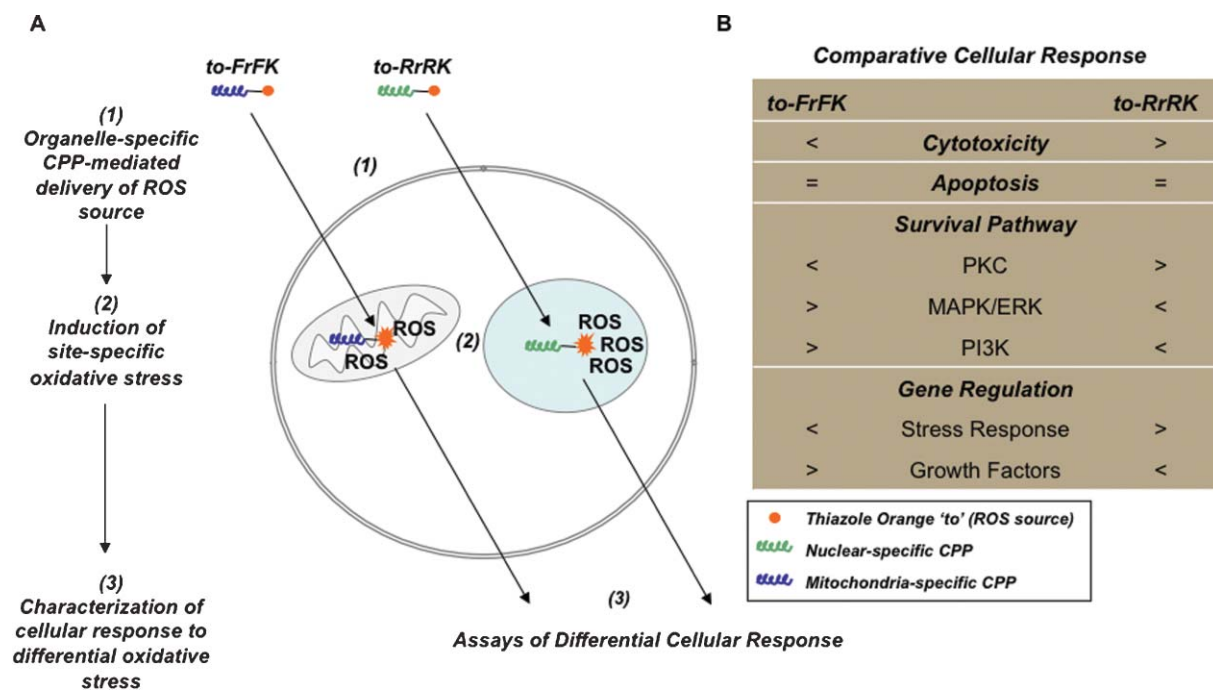 A
to-FrFK
to-RrRK
(1)
Organelle-specific
CPP-mediated
delivery of ROS
source
(1)
(2)
Induction of
site-specific
oxidative stress
ROS
ROS
(2)
ROS
ROS
ROS
(3)
Characterization of
cellular response to
differential oxidative
stress
(3)
Assays of Differential Cellular Response
B
Comparative Cellular Response
to-FrFK to-RrRK
< Cytotoxicity >
= Apoptosis =
Survival Pathway
< PKC >
> MAPK/ERK <
> PI3K <
Gene Regulation
< Stress Response >
> Growth Factors <
Thiazole Orange ‘to’ (ROS source)
Nuclear-specific CPP
Mitochondria-specific CPP